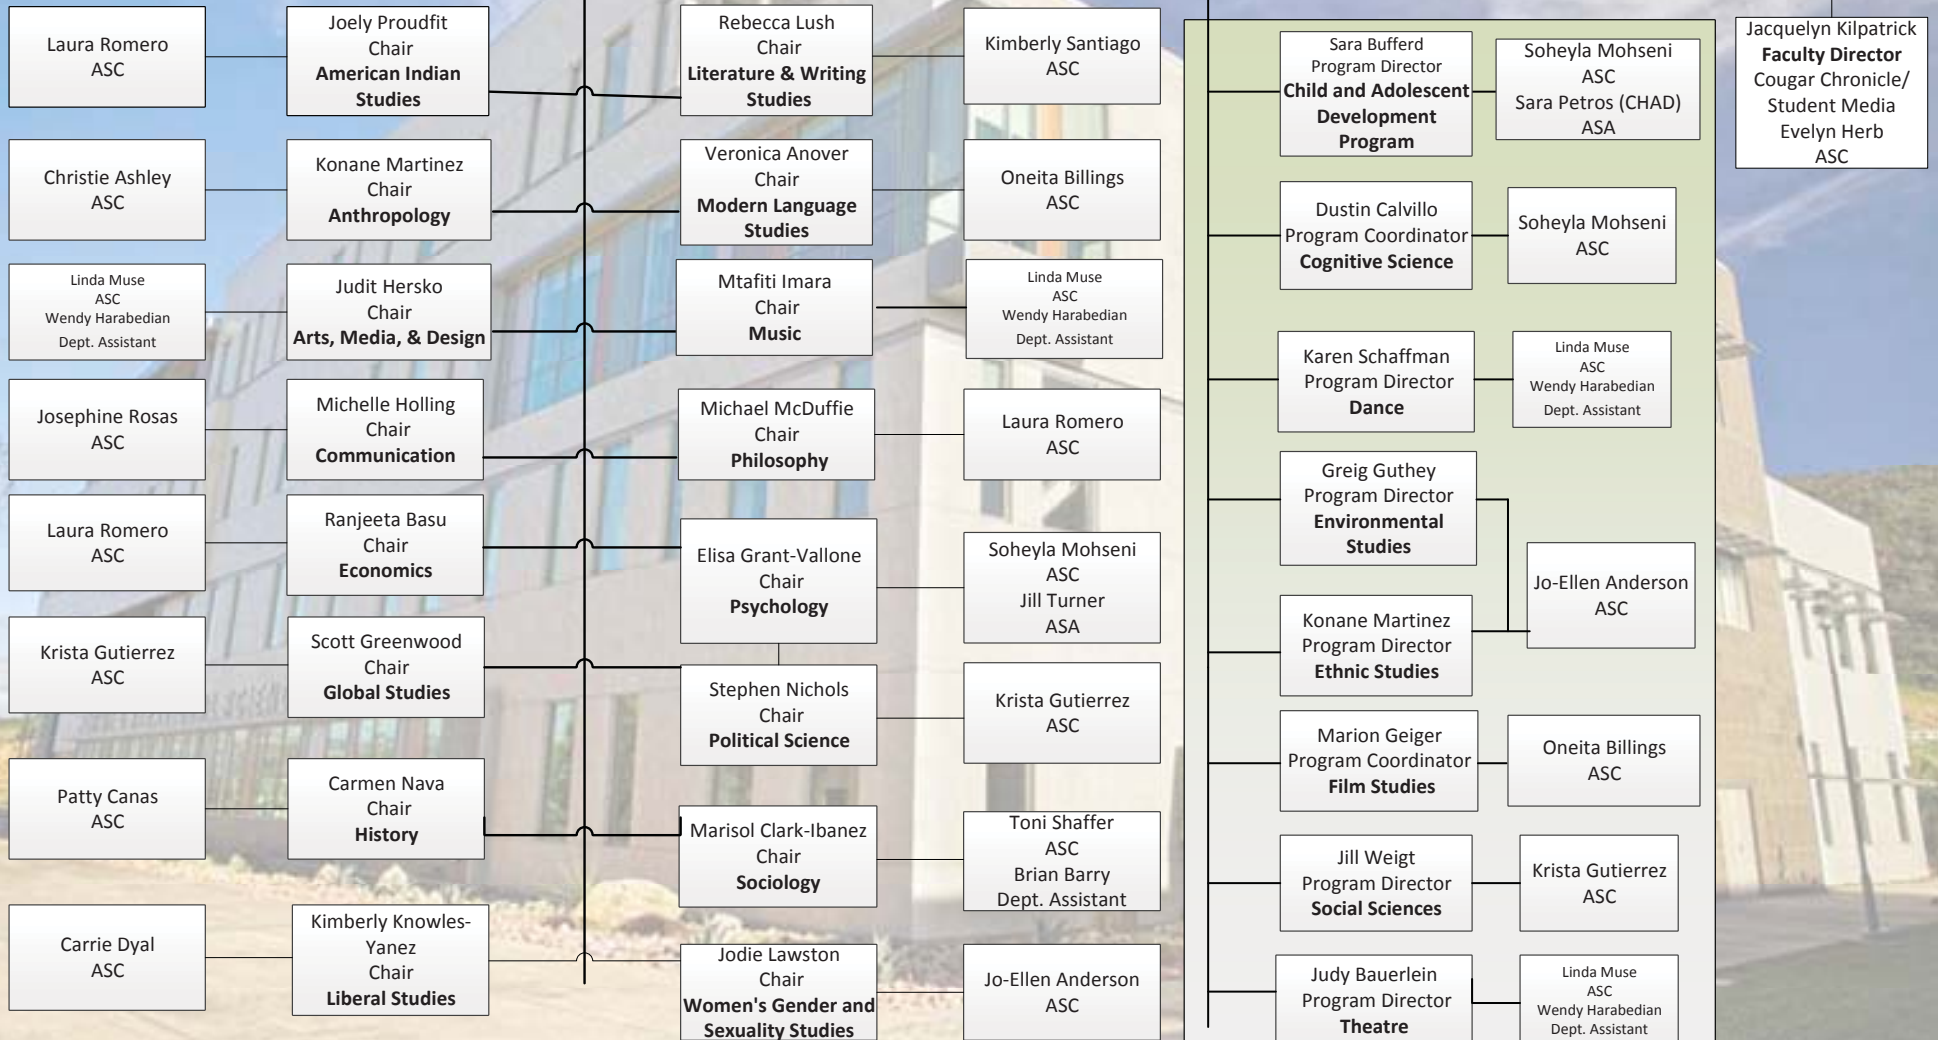 Laura Romero
ASC
Joely Proudfit
Chair
American Indian
Studies
Rebecca Lush
Chair
Literature & Writing
Studies
Kimberly Santiago
ASC
Christie Ashley
ASC
Konane Martinez
Chair
Anthropology
Veronica Anover
Chair
Modern Language
Studies
Oneita Billings
ASC
Linda Muse
ASC
Wendy Harabedian
Dept. Assistant
Judit Hersko
Chair
Arts, Media, & Design
Mtafiti Imara
Chair
Music
Linda Muse
ASC
Wendy Harabedian
Dept. Assistant
Josephine Rosas
ASC
Michelle Holling
Chair
Communication
Michael McDuffie
Chair
Philosophy
Laura Romero
ASC
Laura Romero
ASC
Ranjeeta Basu
Chair
Economics
Elisa Grant-Vallone
Chair
Psychology
Soheyla Mohseni
ASC
Jill Turner
ASA
Krista Gutierrez
ASC
Scott Greenwood
Chair
Global Studies
Stephen Nichols
Chair
Political Science
Krista Gutierrez
ASC
Patty Canas
ASC
Carmen Nava
Chair
History
Marisol Clark-Ibanez
Chair
Sociology
Toni Shaffer
ASC
Brian Barry
Dept. Assistant
Carrie Dyal
ASC
Kimberly Knowles-
Yanez
Chair
Liberal Studies
Jodie Lawston
Chair
Women's Gender and
Sexuality Studies
Jo-Ellen Anderson
ASC
Sara Bufferd
Program Director
Child and Adolescent
Development
Program
Soheyla Mohseni
ASC
Sara Petros (CHAD)
ASA
Dustin Calvillo
Program Coordinator
Cognitive Science
Soheyla Mohseni
ASC
Karen Schaffman
Program Director
Dance
Linda Muse
ASC
Wendy Harabedian
Dept. Assistant
Greig Guthey
Program Director
Environmental
Studies
Jo-Ellen Anderson
ASC
Konane Martinez
Program Director
Ethnic Studies
Marion Geiger
Program Coordinator
Film Studies
Oneita Billings
ASC
Jill Weigt
Program Director
Social Sciences
Krista Gutierrez
ASC
Judy Bauerlein
Program Director
Theatre
Linda Muse
ASC
Wendy Harabedian
Dept. Assistant
Jacquelyn Kilpatrick
Faculty Director
Cougar Chronicle/
Student Media
Evelyn Herb
ASC